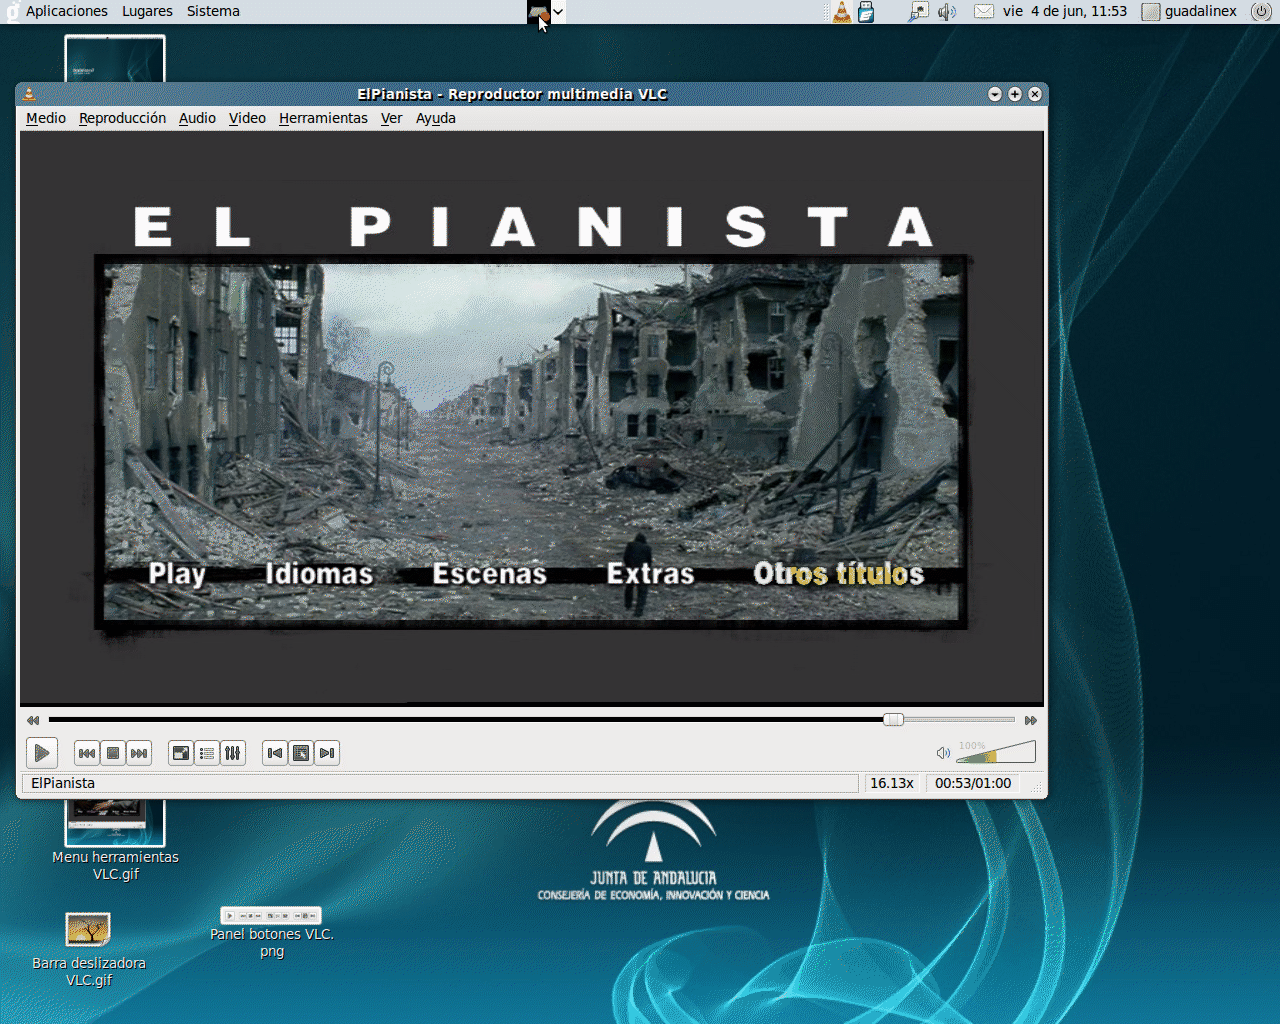 Aplicaciones Lugares Sistema
vie 4 de jun, 11:53 guadalinex
ElPianista - Reproductor multimedia VLC
Medio Reproducción Audio Video Herramientas Ver Ayuda
EL PIANISTA
Play Idiomas Escenas Extras Otros títulos
100%
ElPianista 16.13x 00:53/01:00
Menu herramientas
VLC.gif
JUNTA DE ANDALUCIA
CONSEJERÍA DE ECONOMÍA, INNOVACIÓN Y CIENCIA
Panel botones VLC.
png
Barra deslizadora
VLC.gif